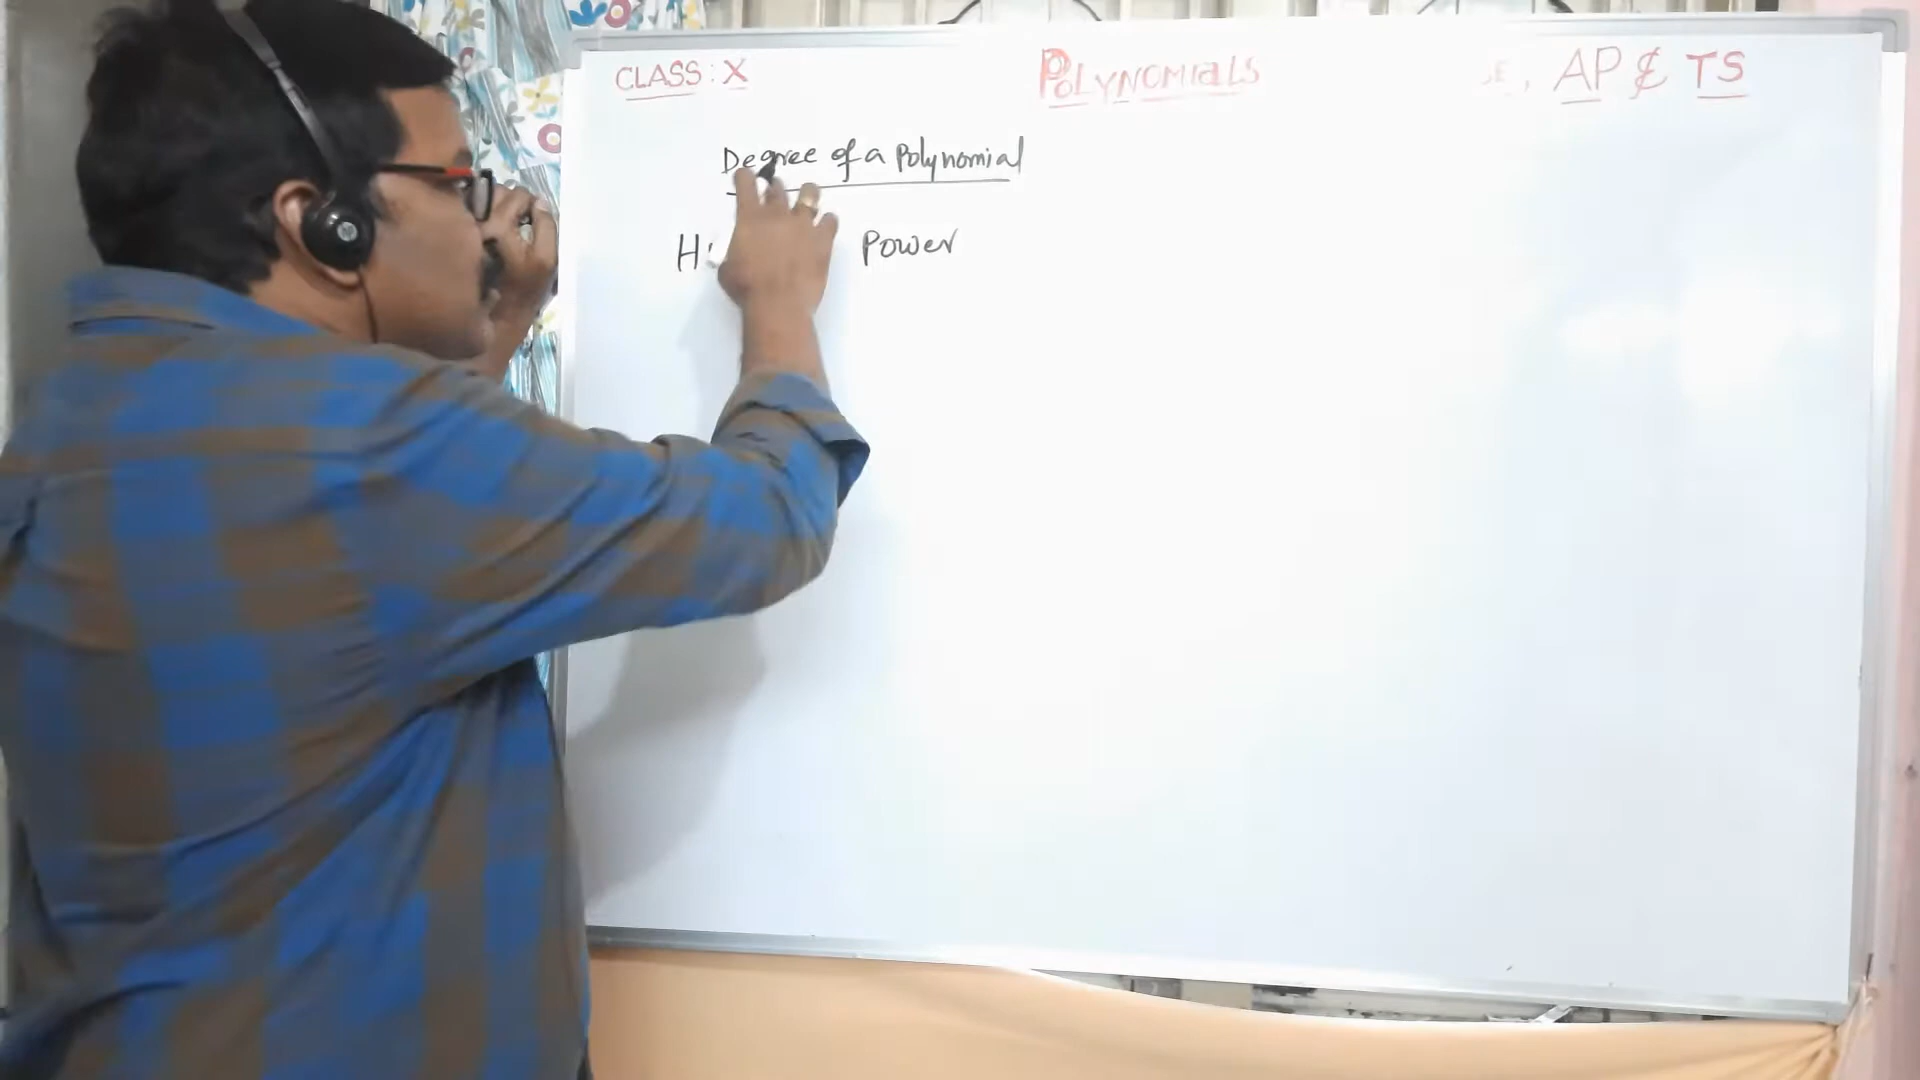 CLASS : X
POLYNOMIALS
AP & TS
Degree of a Polynomial
Power